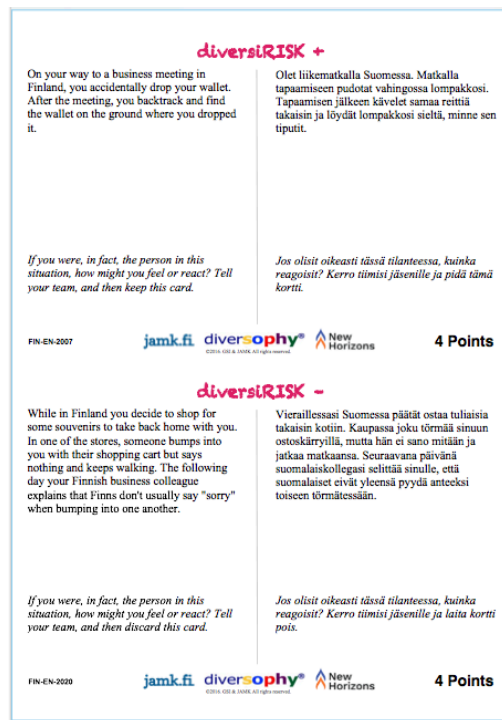 diversiRISK +
On your way to a business meeting in
Finland, you accidentally drop your wallet.
After the meeting, you backtrack and find
the wallet on the ground where you dropped
it.
Olet liikematkalla Suomessa. Matkalla
tapaamiseen pudotat vahingossa lompakkosi.
Tapaamisen jälkeen kävelet samaa reittiä
takaisin ja löydät lompakkosi sieltä, minne sen
tiputit.
If you were, in fact, the person in this
situation, how might you feel or react? Tell
your team, and then keep this card.
Jos olisit oikeasti tässä tilanteessa, kuinka
reagoisit? Kerro tiimisi jäsenille ja pidä tämä
kortti.
FIN-EN-2007
jamk.fi
diversophy®
©2016 GSI & JAMK All rights reserved.
New
Horizons
4 Points
diversiRISK -
While in Finland you decide to shop for
some souvenirs to take back home with you.
In one of the stores, someone bumps into
you with their shopping cart but says
nothing and keeps walking. The following
day your Finnish business colleague
explains that Finns don't usually say "sorry"
when bumping into one another.
Vieraillessasi Suomessa päätät ostaa tuliaisia
takaisin kotiin. Kaupassa joku törmää sinuun
ostoskärryillä, mutta hän ei sano mitään ja
jatkaa matkaansa. Seuraavana päivänä
suomalaiskollegasi selittää sinulle, että
suomalaiset eivät yleensä pyydä anteeksi
toiseen törmätessään.
If you were, in fact, the person in this
situation, how might you feel or react? Tell
your team, and then discard this card.
Jos olisit oikeasti tässä tilanteessa, kuinka
reagoisit? Kerro tiimisi jäsenille ja laita kortti
pois.
FIN-EN-2020
jamk.fi
diversophy®
©2016 GSI & JAMK All rights reserved.
New
Horizons
4 Points